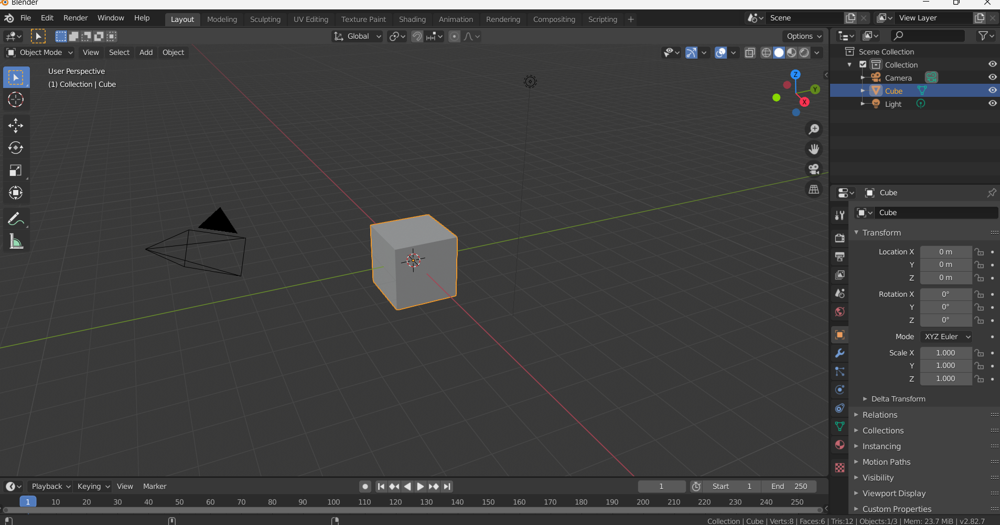 Blender
File Edit Render Window Help Layout Modeling Sculpting UV Editing Texture Paint Shading Animation Rendering Compositing Scripting + Scene View Layer
Global Options
Object Mode View Select Add Object
User Perspective
(1) Collection | Cube
Z
Y
X
Scene Collection
Collection
Camera
Cube
Light
Cube
Cube
Transform
Location X 0 m
Y 0 m
Z 0 m
Rotation X 0°
Y 0°
Z 0°
Mode XYZ Euler
Scale X 1.000
Y 1.000
Z 1.000
Delta Transform
Relations
Collections
Instancing
Motion Paths
Visibility
Viewport Display
Custom Properties
Playback Keying View Marker 1 Start 1 End 250
1 10 20 30 40 50 60 70 80 90 100 110 120 130 140 150 160 170 180 190 200 210 220 230 240 250
Collection | Cube | Verts:8 | Faces:6 | Tris:12 | Objects:1/3 | Mem: 23.7 MiB | v2.82.7